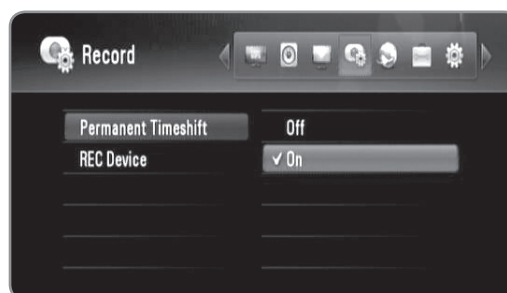 Record
Permanent Timeshift
Off
REC Device
✓ On